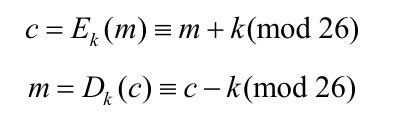 c = E_k(m) ≡ m + k(mod 26)
m = D_k(c) ≡ c − k(mod 26)